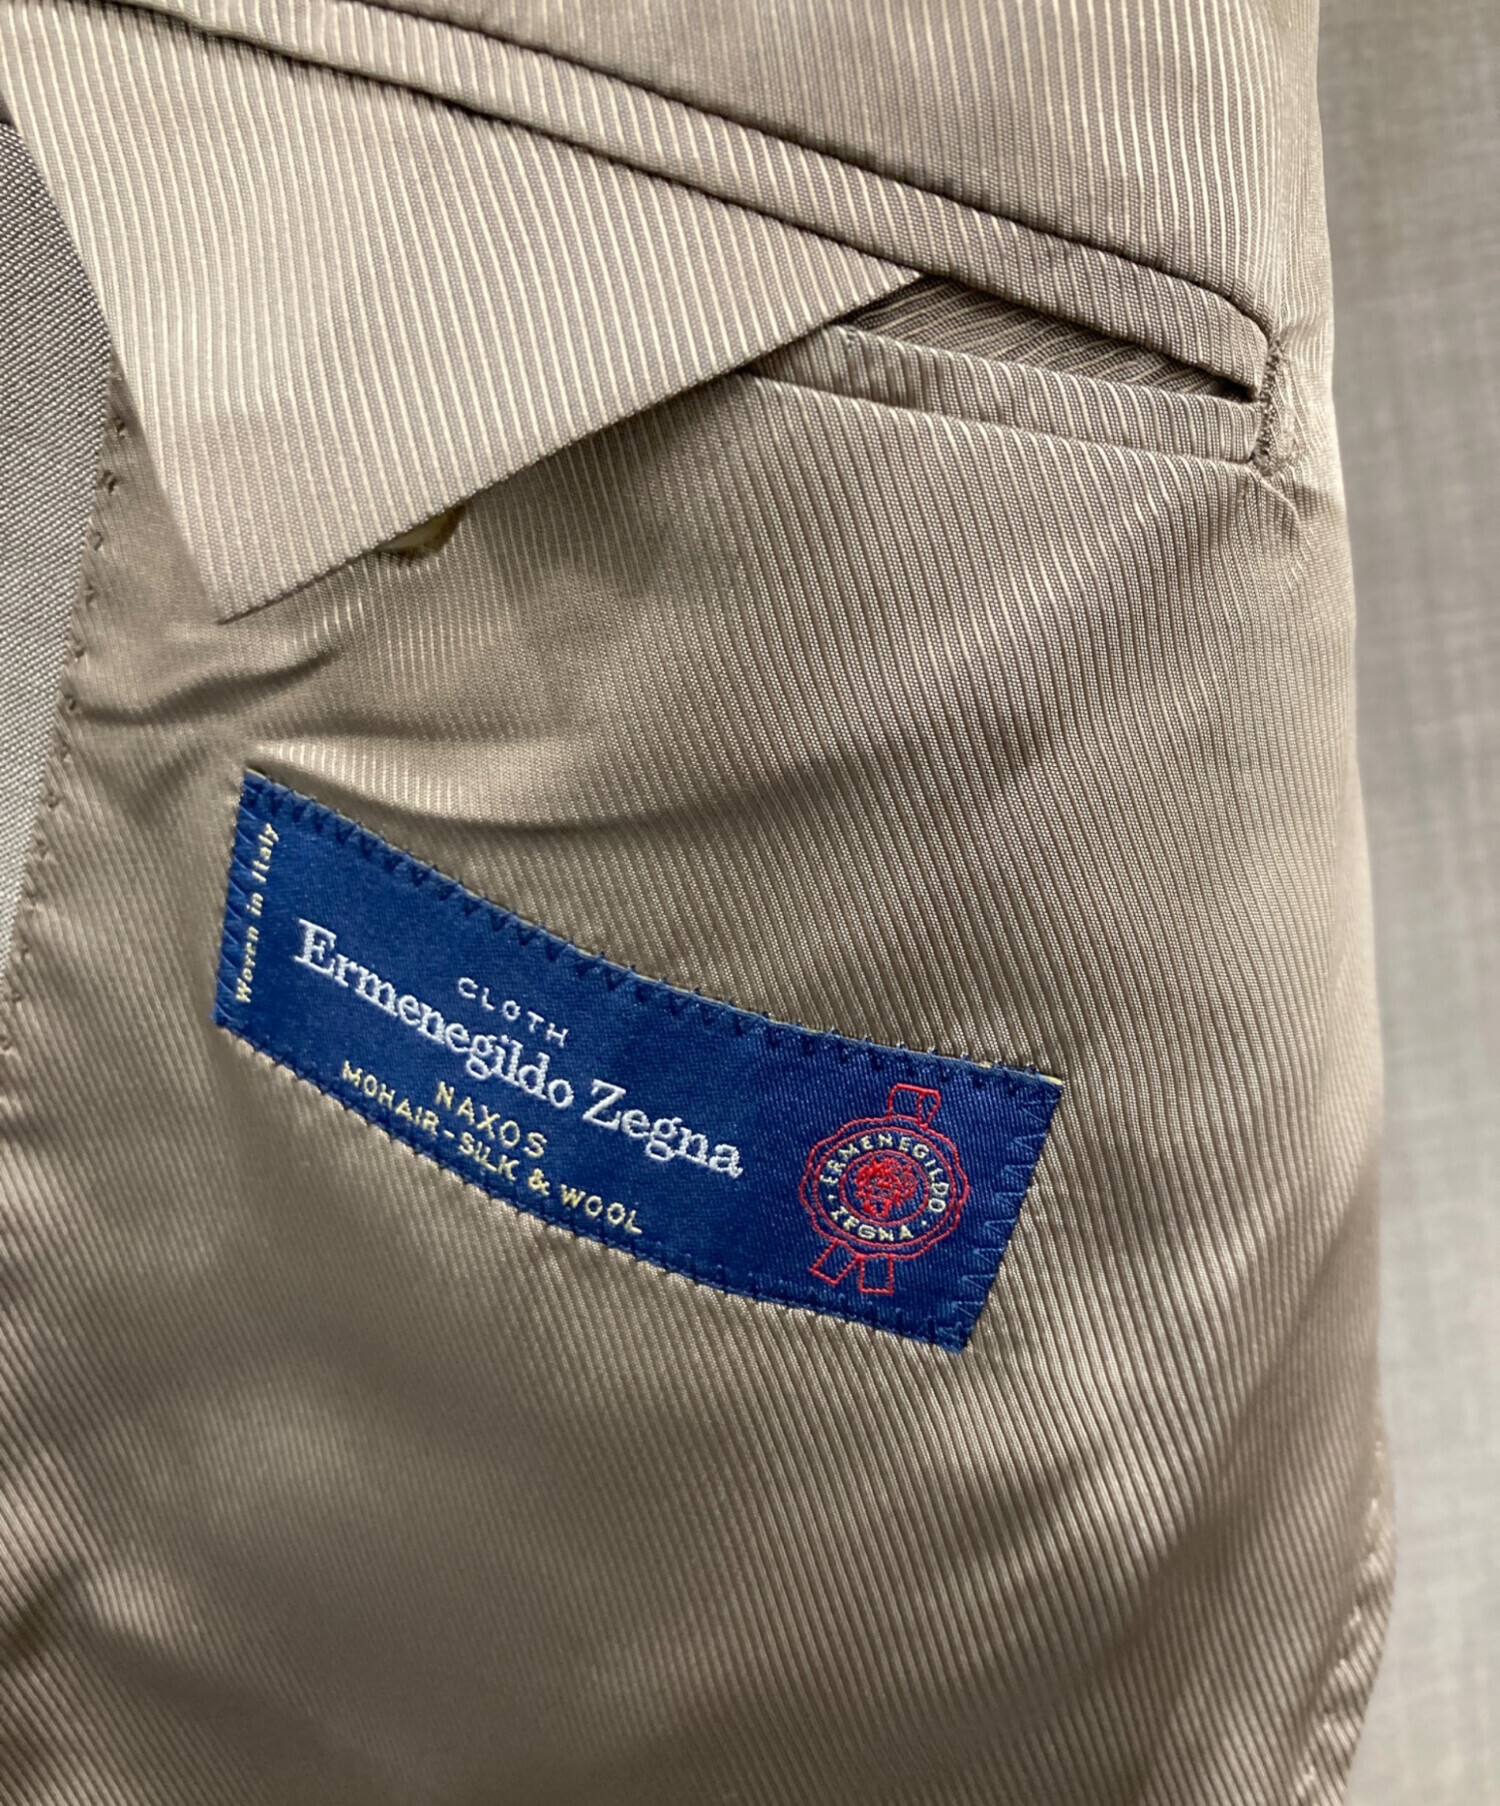 Woven in Italy
CLOTH
Ermenegildo Zegna
NAXOS
MOHAIR-SILK & WOOL
ERMENEGILDO
ZEGNA